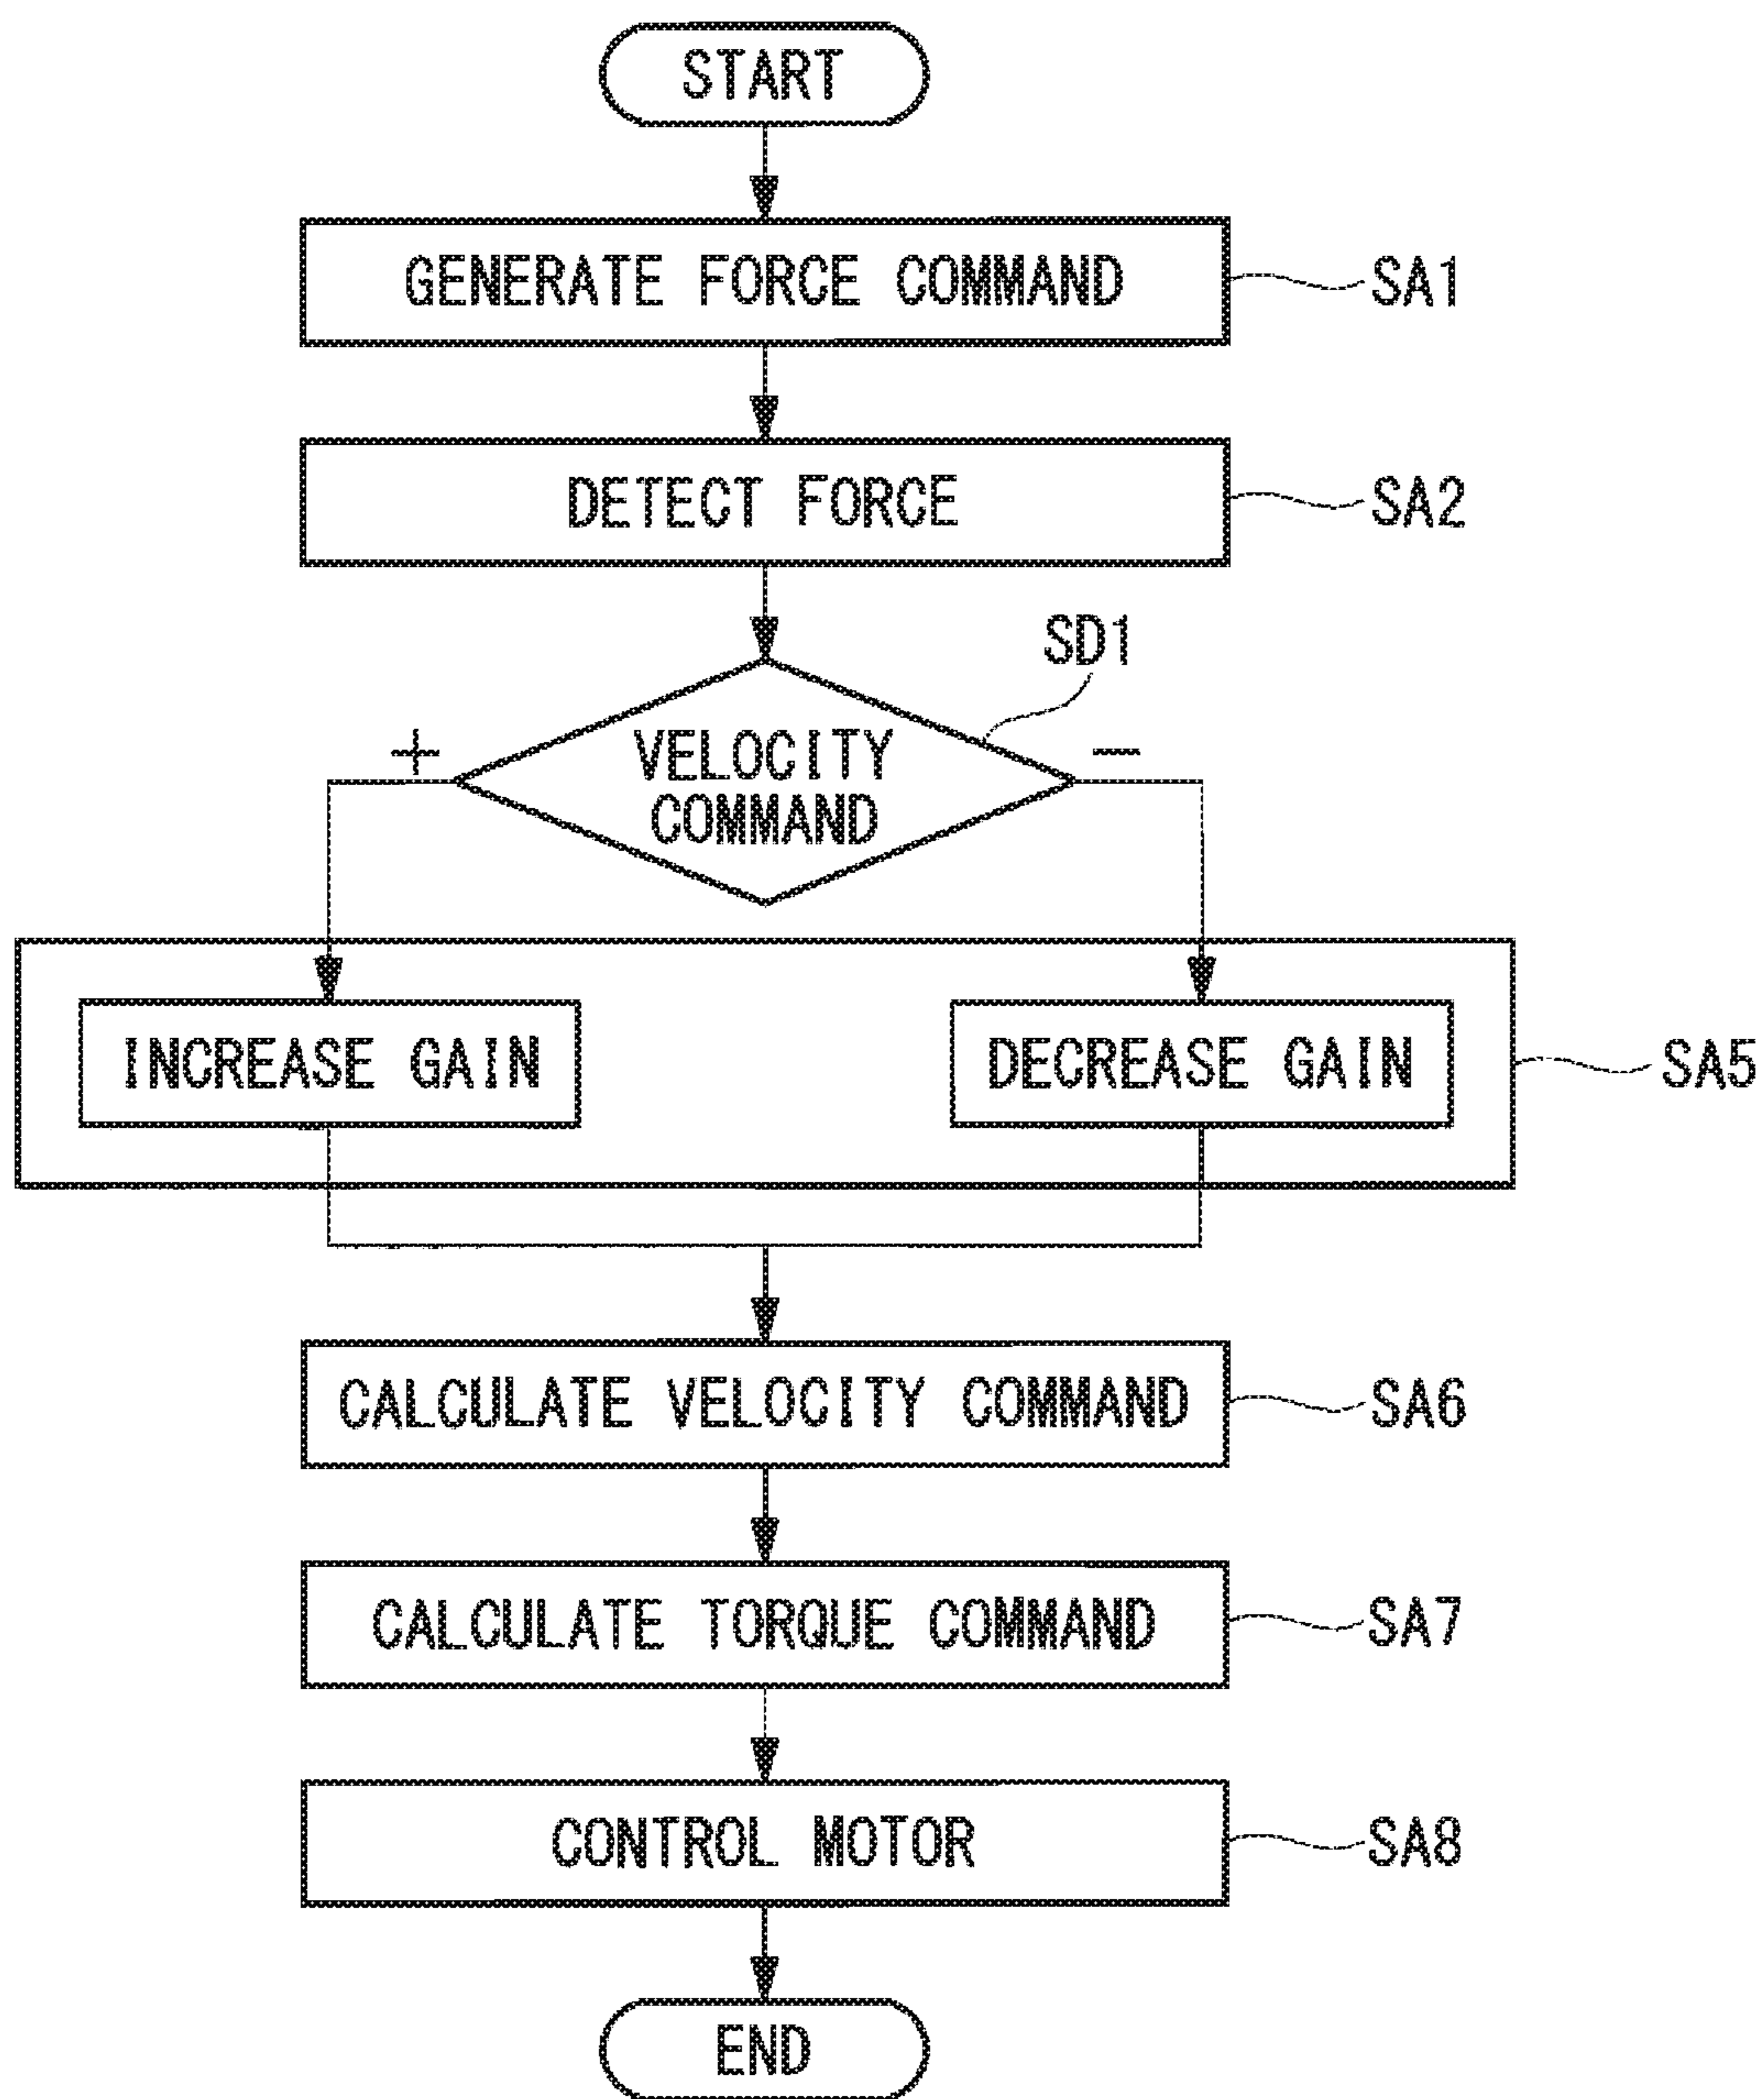 START
GENERATE FORCE COMMAND
SA1
DETECT FORCE
SA2
SD1
+
VELOCITY
COMMAND
-
INCREASE GAIN
DECREASE GAIN
SA5
CALCULATE VELOCITY COMMAND
SA6
CALCULATE TORQUE COMMAND
SA7
CONTROL MOTOR
SA8
END